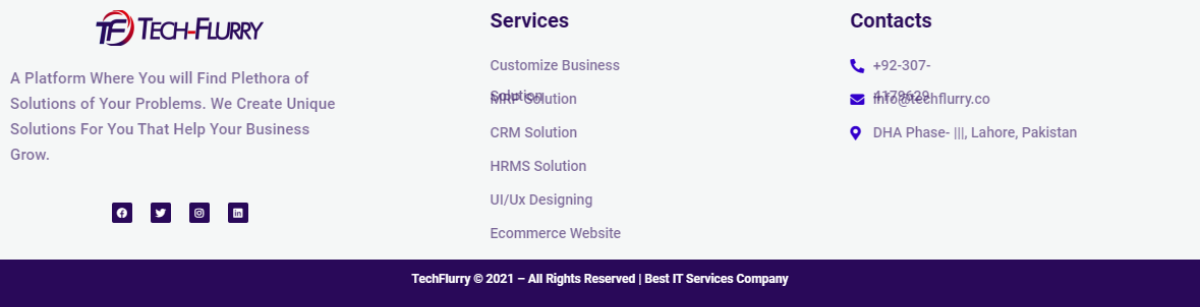 TECH-FLURRY
A Platform Where You will Find Plethora of
Solutions of Your Problems. We Create Unique
Solutions For You That Help Your Business
Grow.
Services
Customize Business
Solution
MRP Solution
CRM Solution
HRMS Solution
UI/Ux Designing
Ecommerce Website
Contacts
+92-307-
4179629
info@techflurry.co
DHA Phase- |||, Lahore, Pakistan
TechFlurry © 2021 – All Rights Reserved | Best IT Services Company